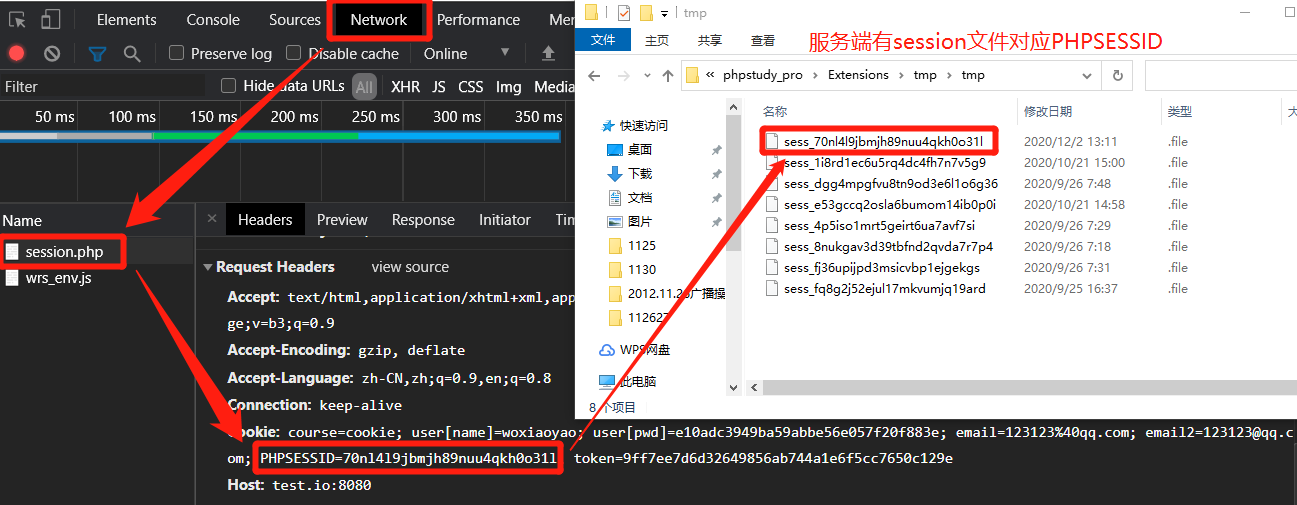 Elements Console Sources Network Performance Mem
Preserve log Disable cache Online
Filter Hide data URLs All XHR JS CSS Img Media
50 ms 100 ms 150 ms 200 ms 250 ms 300 ms 350 ms
Name
session.php
wrs_env.js
× Headers Preview Response Initiator Tim
Request Headers view source
Accept: text/html,application/xhtml+xml,app
ge;v=b3;q=0.9
Accept-Encoding: gzip, deflate
Accept-Language: zh-CN,zh;q=0.9,en;q=0.8
Connection: keep-alive
Cookie: course=cookie; user[name]=woxiaoyao; user[pwd]=e10adc3949ba59abbe56e057f20f883e; email=123123%40qq.com; email2=123123@qq.c
om; PHPSESSID=70nl4l9jbmjh89nuu4qkh0o31l token=9ff7ee7d6d32649856ab744a1e6f5cc7650c129e
Host: test.io:8080
tmp
文件 主页 共享 查看
服务端有session文件对应PHPSESSID
« phpstudy_pro › Extensions › tmp › tmp
快速访问
桌面
下载
文档
图片
1125
1130
2012.11.26广播操
112627
WPS网盘
此电脑
8 个项目
名称 修改日期 类型 大
sess_70nl4l9jbmjh89nuu4qkh0o31l 2020/12/2 13:11 .file
sess_1i8rd1ec6u5rq4dc4fh7n7v5g9 2020/10/21 15:00 .file
sess_dgg4mpgfvu8tn9od3e6l1o6g36 2020/9/26 7:48 .file
sess_e53gccq2osla6bumom14ib0p0i 2020/10/21 14:58 .file
sess_4p5iso1mrt5geirt6ua7avf7si 2020/9/26 7:29 .file
sess_8nukgav3d39tbfnd2qvda7r7p4 2020/9/26 7:18 .file
sess_fj36upijpd3msicvbp1ejgekgs 2020/9/26 7:31 .file
sess_fq8g2j52ejul17mkvumjq19ard 2020/9/25 16:37 .file